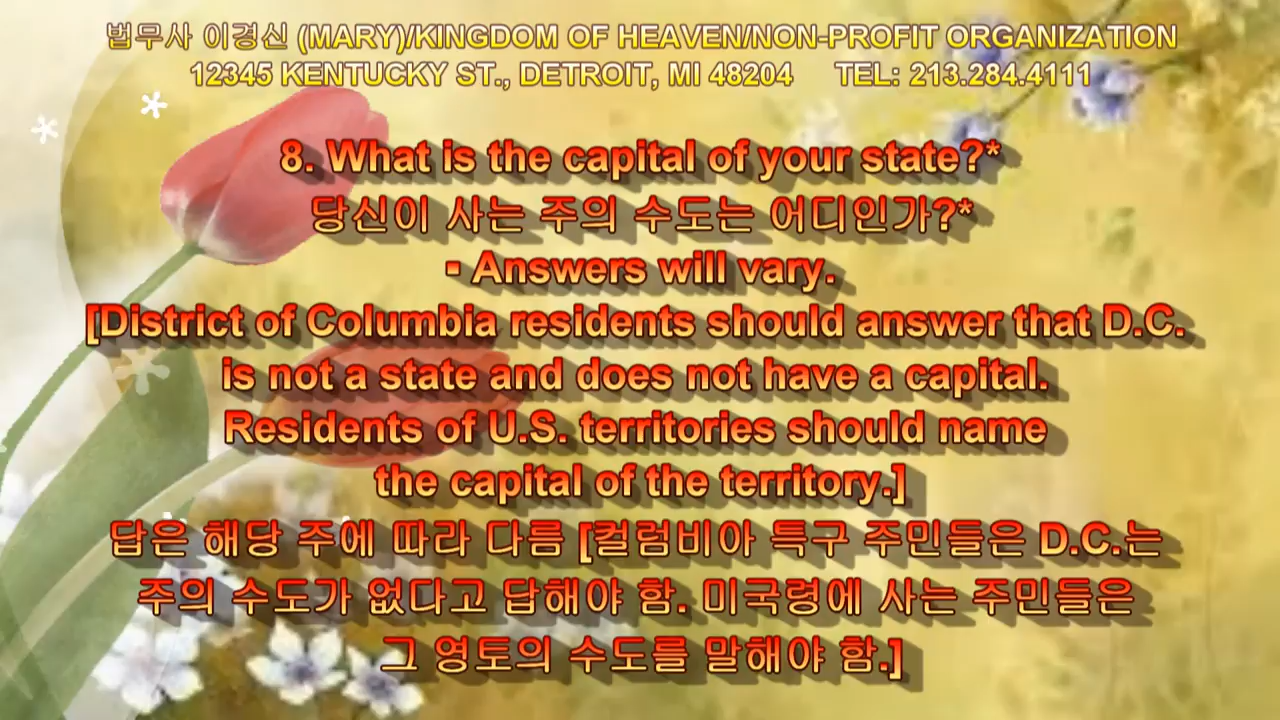 법무사 이경신 (MARY)/KINGDOM OF HEAVEN/NON-PROFIT ORGANIZATION
12345 KENTUCKY ST., DETROIT, MI 48204 TEL: 213.284.4111
8. What is the capital of your state?*
당신이 사는 주의 수도는 어디인가?*
▪ Answers will vary.
[District of Columbia residents should answer that D.C.
is not a state and does not have a capital.
Residents of U.S. territories should name
the capital of the territory.]
답은 해당 주에 따라 다름 [컬럼비아 특구 주민들은 D.C.는
주의 수도가 없다고 답해야 함. 미국령에 사는 주민들은
그 영토의 수도를 말해야 함.]